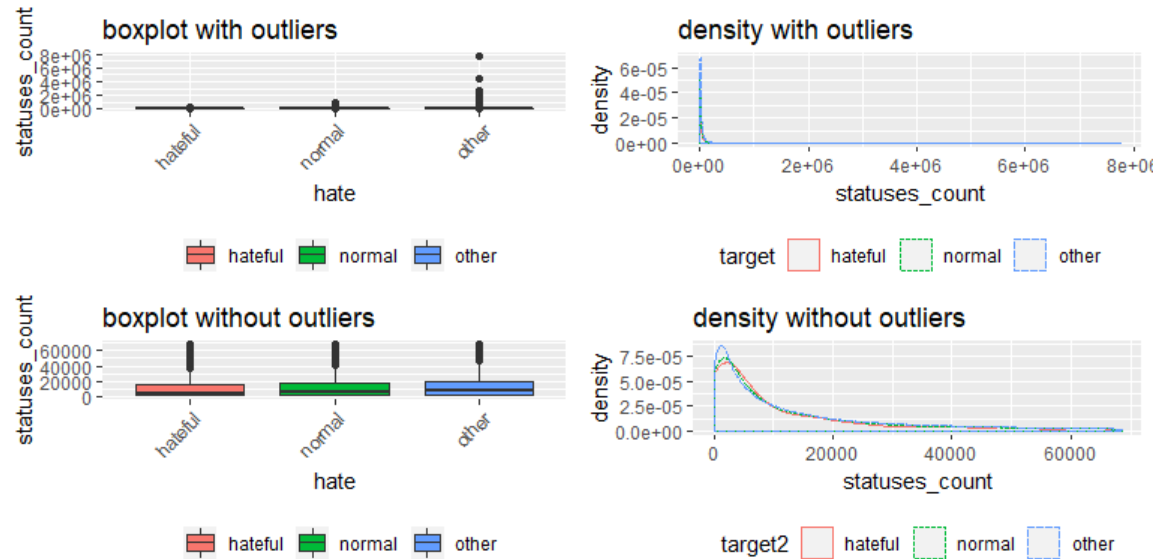 boxplot with outliers
statuses_count
8e+06
6e+06
4e+06
2e+06
0e+00
hateful
normal
other
hate
hateful normal other
density with outliers
density
6e-05
4e-05
2e-05
0e+00
0e+00 2e+06 4e+06 6e+06 8e+06
statuses_count
target hateful normal other
boxplot without outliers
statuses_count
60000
40000
20000
0
hateful
normal
other
hate
hateful normal other
density without outliers
density
7.5e-05
5.0e-05
2.5e-05
0.0e+00
0 20000 40000 60000
statuses_count
target2 hateful normal other